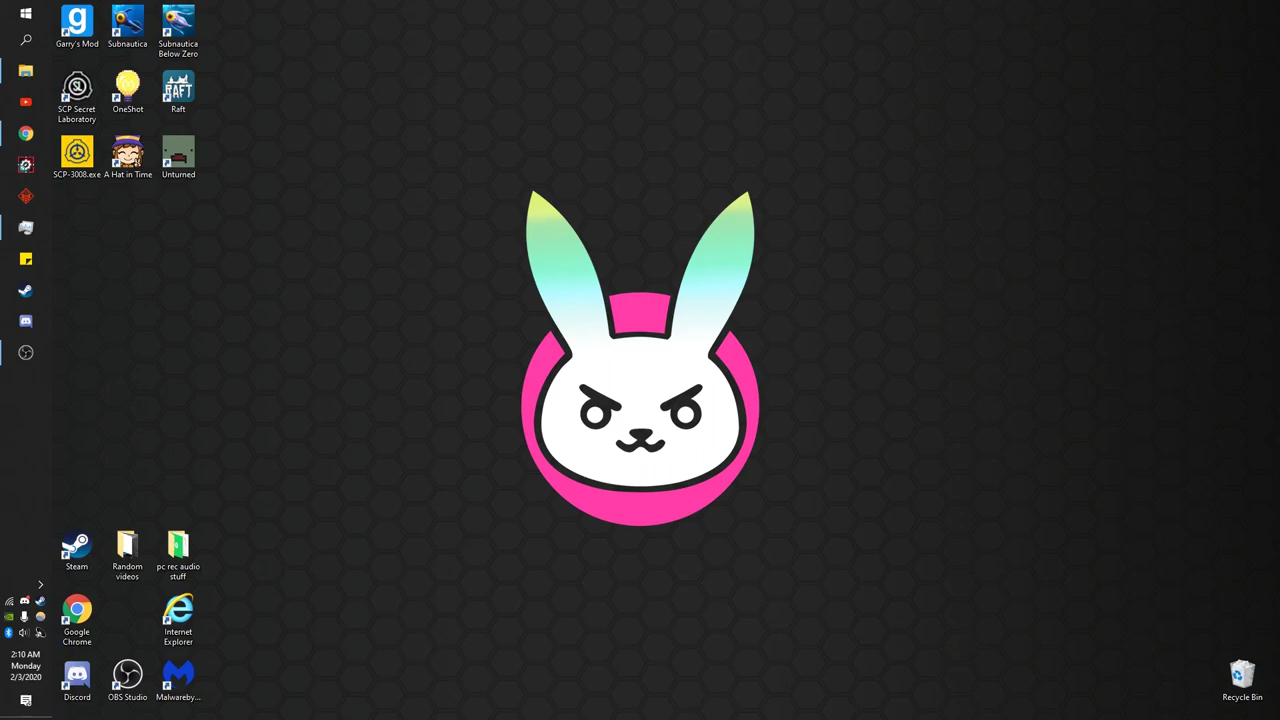 Garry's Mod
Subnautica
Subnautica
Below Zero
SCP Secret
Laboratory
OneShot
RAFT
Raft
SCP-3008.exe
A Hat in Time
Unturned
Steam
Random
videos
pc rec audio
stuff
Google
Chrome
Internet
Explorer
2:10 AM
Monday
2/3/2020
Discord
OBS Studio
Malwareby...
Recycle Bin